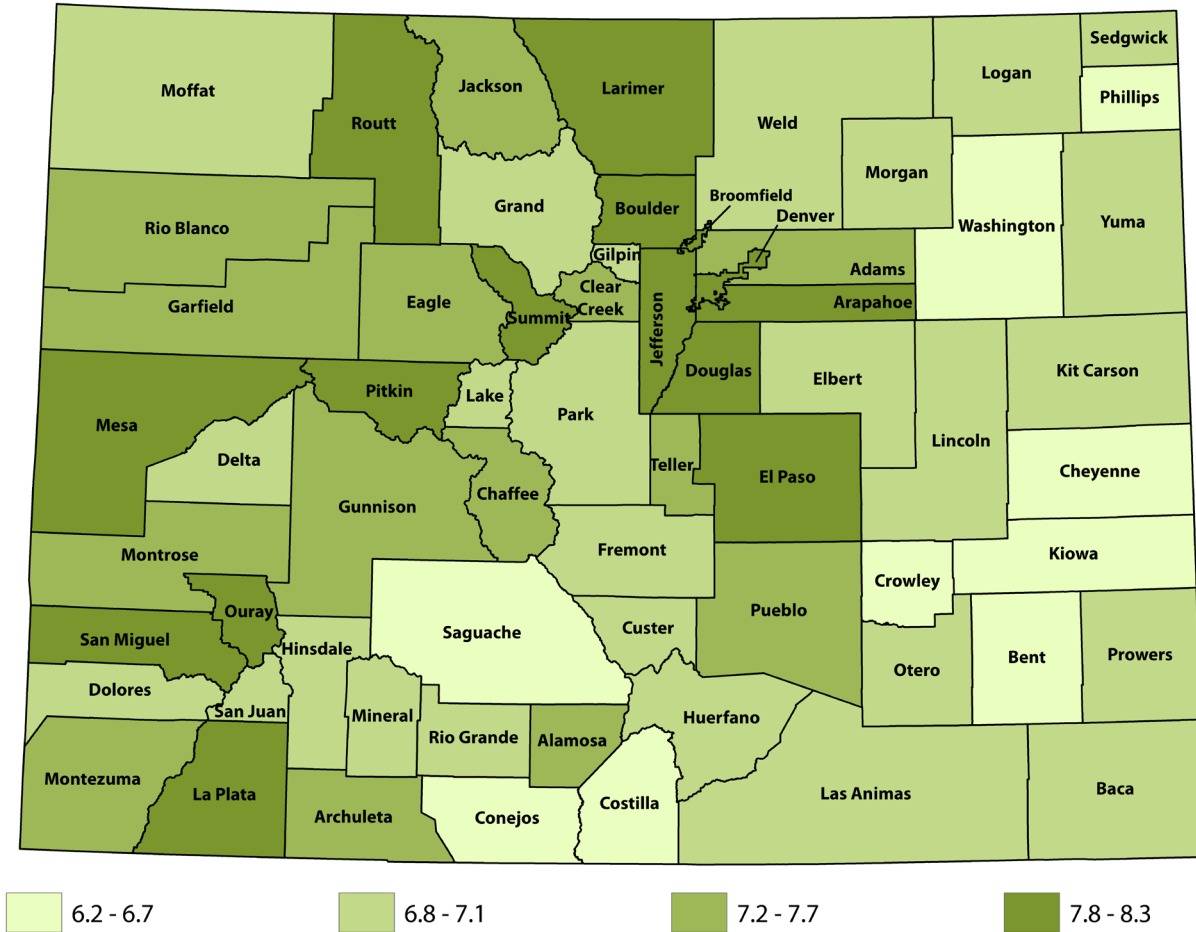 Sedgwick
Logan
Jackson
Larimer
Moffat
Phillips
Routt
Weld
Morgan
Broomfield
Grand
Boulder
Denver
Yuma
Washington
Rio Blanco
Gilpin
Adams
Clear
Creek
Eagle
Arapahoe
Garfield
Summit
Jefferson
Douglas
Kit Carson
Elbert
Pitkin
Lake
Park
Mesa
Lincoln
Delta
Teller
Cheyenne
El Paso
Chaffee
Gunnison
Fremont
Kiowa
Montrose
Crowley
Ouray
Pueblo
Custer
Saguache
San Miguel
Hinsdale
Prowers
Bent
Otero
Dolores
San Juan
Mineral
Huerfano
Rio Grande
Alamosa
Montezuma
Baca
La Plata
Las Animas
Costilla
Archuleta
Conejos
6.2 - 6.7
6.8 - 7.1
7.2 - 7.7
7.8 - 8.3